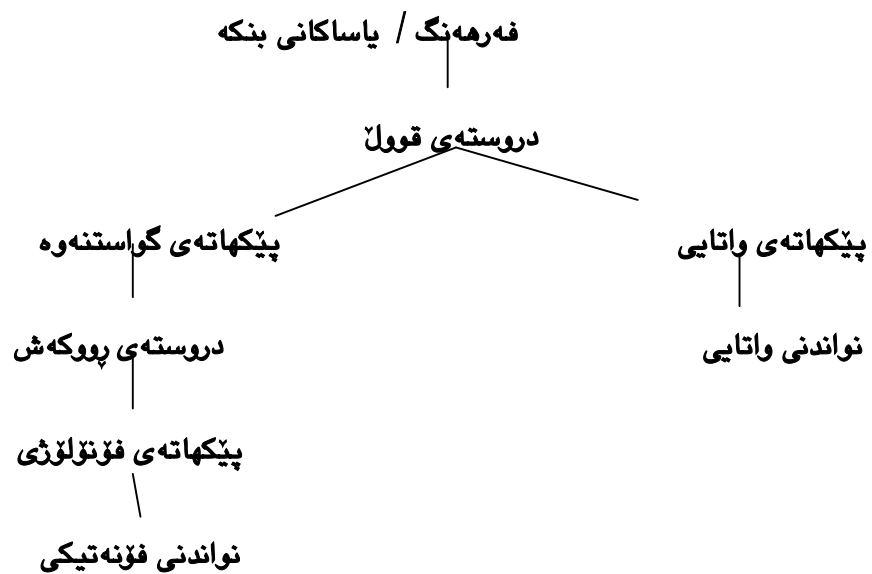 فەرهەنگ / یاساکانی بنکە
دروستەی قووڵ
پێکهاتەی واتایی
پێکهاتەی گواستنەوە
نواندنی واتایی
دروستەی ڕووکەش
پێکهاتەی فۆنۆلۆژی
نواندنی فۆنەتیکی